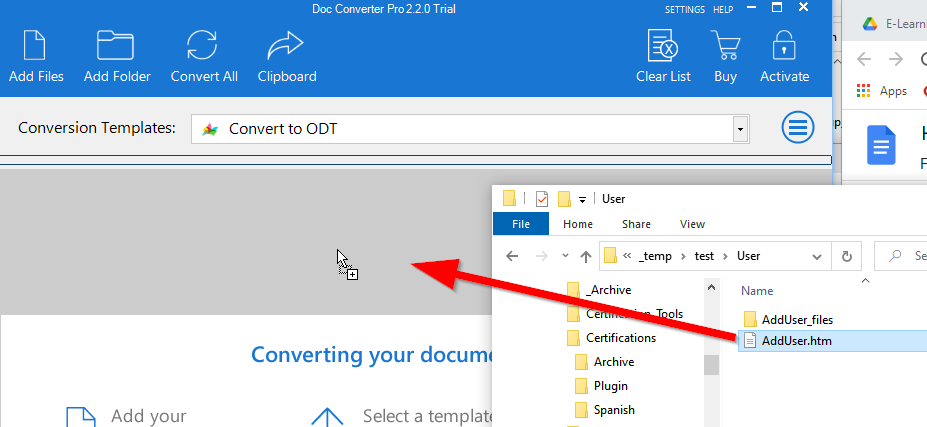 Doc Converter Pro 2.2.0 Trial
SETTINGS HELP
Add Files
Add Folder
Convert All
Clipboard
Clear List
Buy
Activate
Conversion Templates:
Convert to ODT
E-Learn
Apps
User
File
Home
Share
View
« _temp › test › User
Se
_Archive
Certification_Tools
Certifications
Archive
Plugin
Spanish
Name
AddUser_files
AddUser.htm
Converting your docume
Add your
Select a template